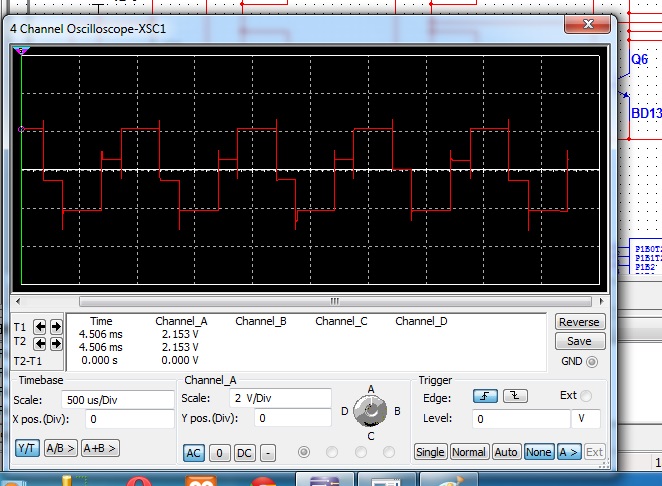 4 Channel Oscilloscope-XSC1
Q6
BD13
Time Channel_A Channel_B Channel_C Channel_D
T1 4.506 ms 2.153 V
T2 4.506 ms 2.153 V
T2-T1 0.000 s 0.000 V
Reverse
Save
GND
Timebase
Scale: 500 us/Div
X pos.(Div): 0
Y/T A/B > A+B >
Channel_A
Scale: 2 V/Div
Y pos.(Div): 0
AC 0 DC -
A
D B
C
Trigger
Edge: Ext
Level: 0 V
Single Normal Auto None A > Ext